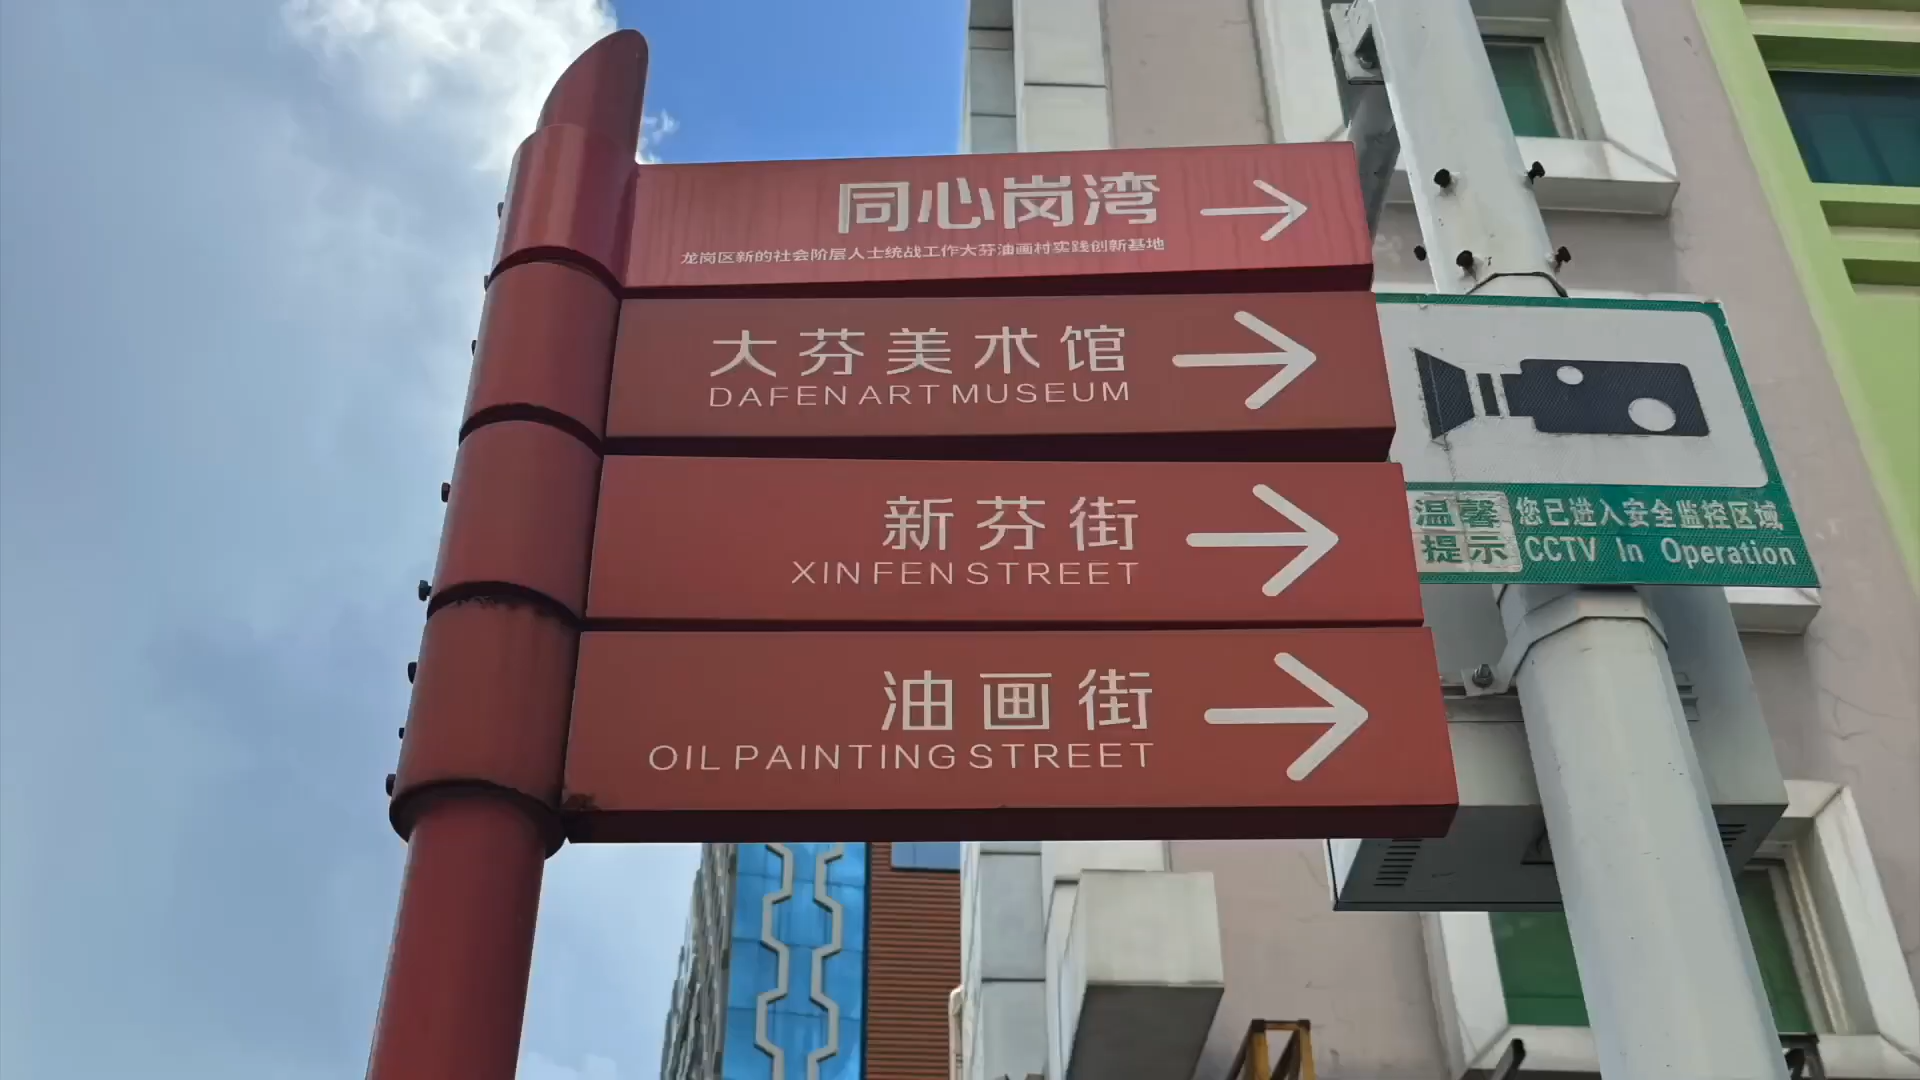 同心岗湾
龙岗区新的社会阶层人士统战工作大芬油画村实践创新基地
大芬美术馆
DAFEN ART MUSEUM
新芬街
XINFEN STREET
油画街
OIL PAINTING STREET
温馨提示
您已进入安全监控区域
CCTV In Operation